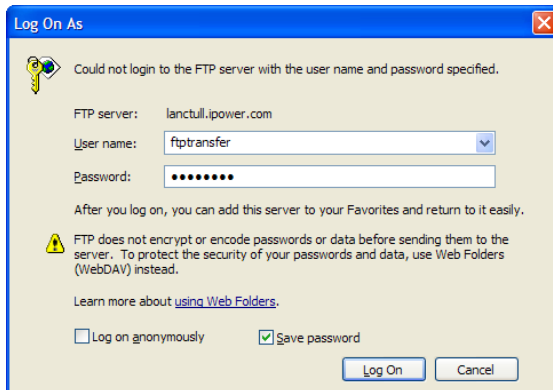 Log On As
Could not login to the FTP server with the user name and password specified.
FTP server: lanctull.ipower.com
User name: ftptransfer
Password: ••••••••
After you log on, you can add this server to your Favorites and return to it easily.
FTP does not encrypt or encode passwords or data before sending them to the
server. To protect the security of your passwords and data, use Web Folders
(WebDAV) instead.
Learn more about using Web Folders.
Log on anonymously Save password
Log On Cancel